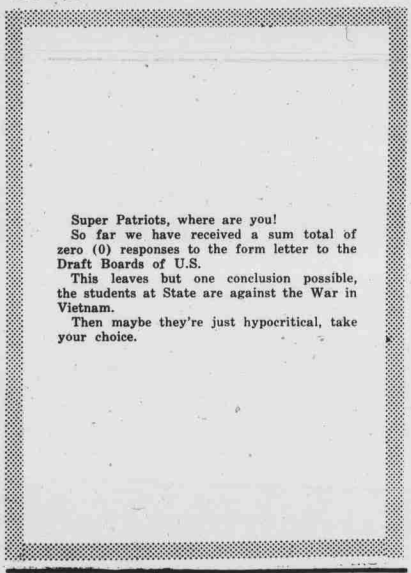 Super Patriots, where are you!
So far we have received a sum total of
zero (0) responses to the form letter to the
Draft Boards of U.S.
This leaves but one conclusion possible,
the students at State are against the War in
Vietnam.
Then maybe they're just hypocritical, take
your choice.